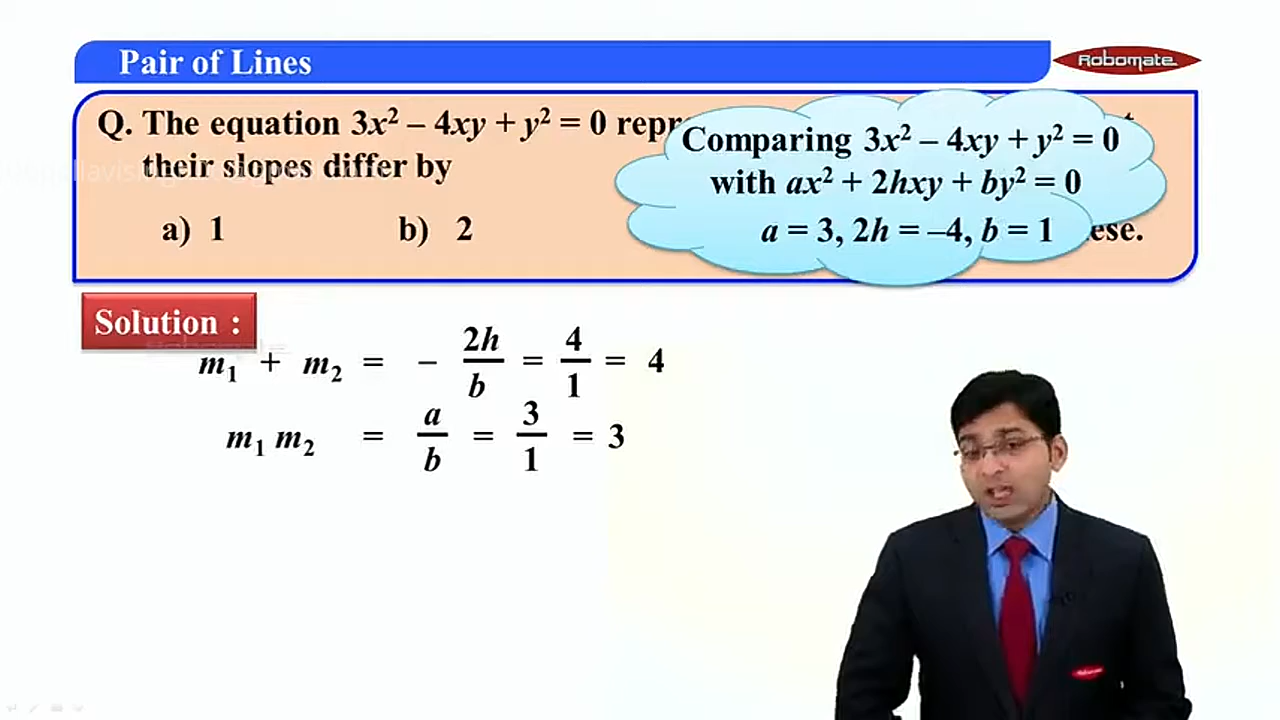 Pair of Lines
Robomate
Q. The equation 3x² – 4xy + y² = 0 repr
their slopes differ by
a) 1
b) 2
ese.
Comparing 3x² – 4xy + y² = 0
with ax² + 2hxy + by² = 0
a = 3, 2h = –4, b = 1
Solution :
m₁ + m₂ = – 2h/b = 4/1 = 4
m₁ m₂ = a/b = 3/1 = 3